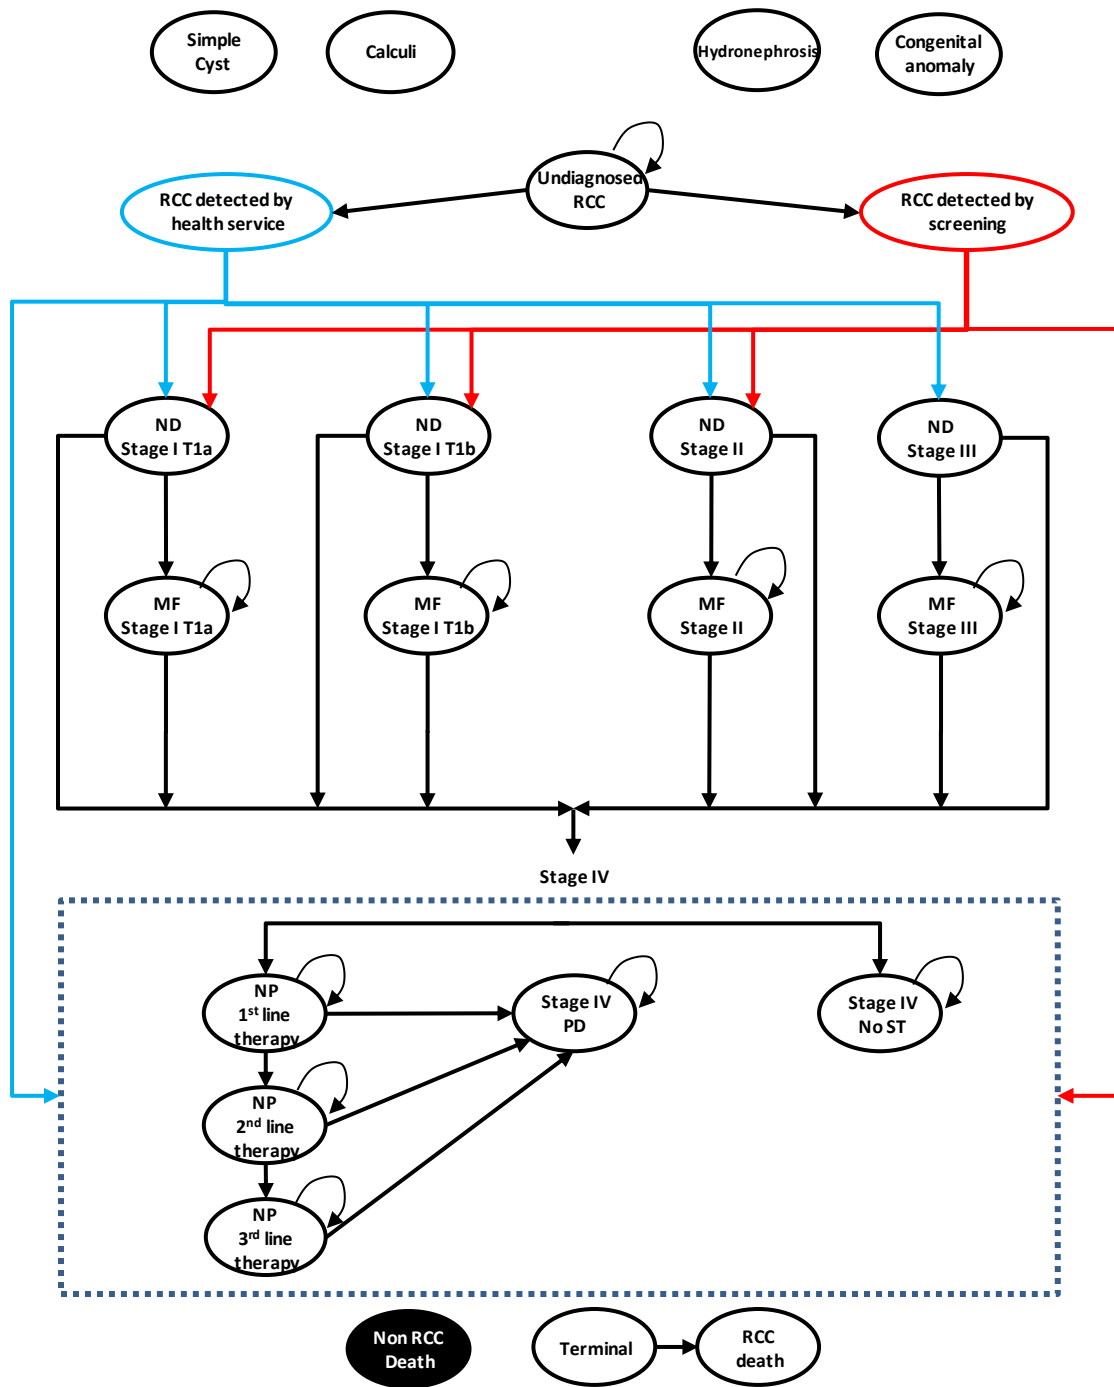 Simple
Cyst
Calculi
Hydronephrosis
Congenital
anomaly
Undiagnosed
RCC
RCC detected by
health service
RCC detected by
screening
ND
Stage I T1a
ND
Stage I T1b
ND
Stage II
ND
Stage III
MF
Stage I T1a
MF
Stage I T1b
MF
Stage II
MF
Stage III
Stage IV
NP
1st line
therapy
Stage IV
PD
Stage IV
No ST
NP
2nd line
therapy
NP
3rd line
therapy
Non RCC
Death
Terminal
RCC
death